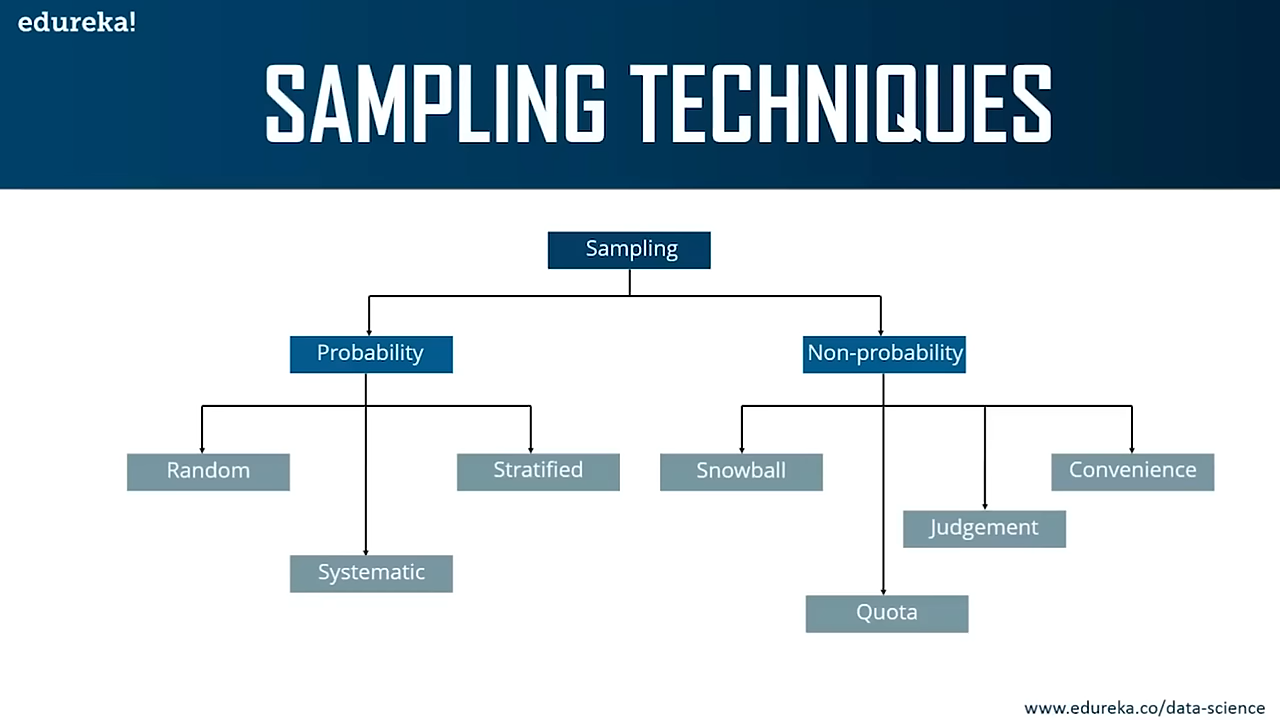 edureka!
SAMPLING TECHNIQUES
Sampling
Probability
Non-probability
Random
Stratified
Snowball
Convenience
Judgement
Systematic
Quota
www.edureka.co/data-science